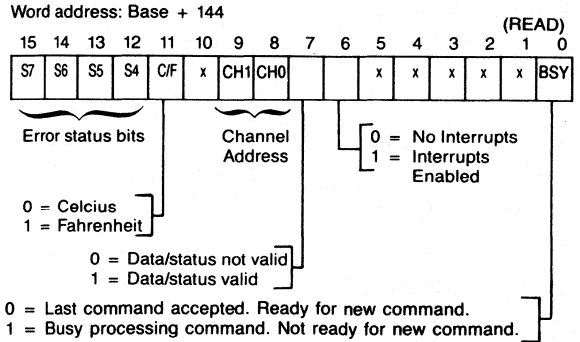 Word address: Base + 144
(READ)
15 14 13 12 11 10 9 8 7 6 5 4 3 2 1 0
S7 S6 S5 S4 C/F x CH1 CH0 x x x x x BSY
Error status bits
Channel
Address
0 = No Interrupts
1 = Interrupts
Enabled
0 = Celcius
1 = Fahrenheit
0 = Data/status not valid
1 = Data/status valid
0 = Last command accepted. Ready for new command.
1 = Busy processing command. Not ready for new command.